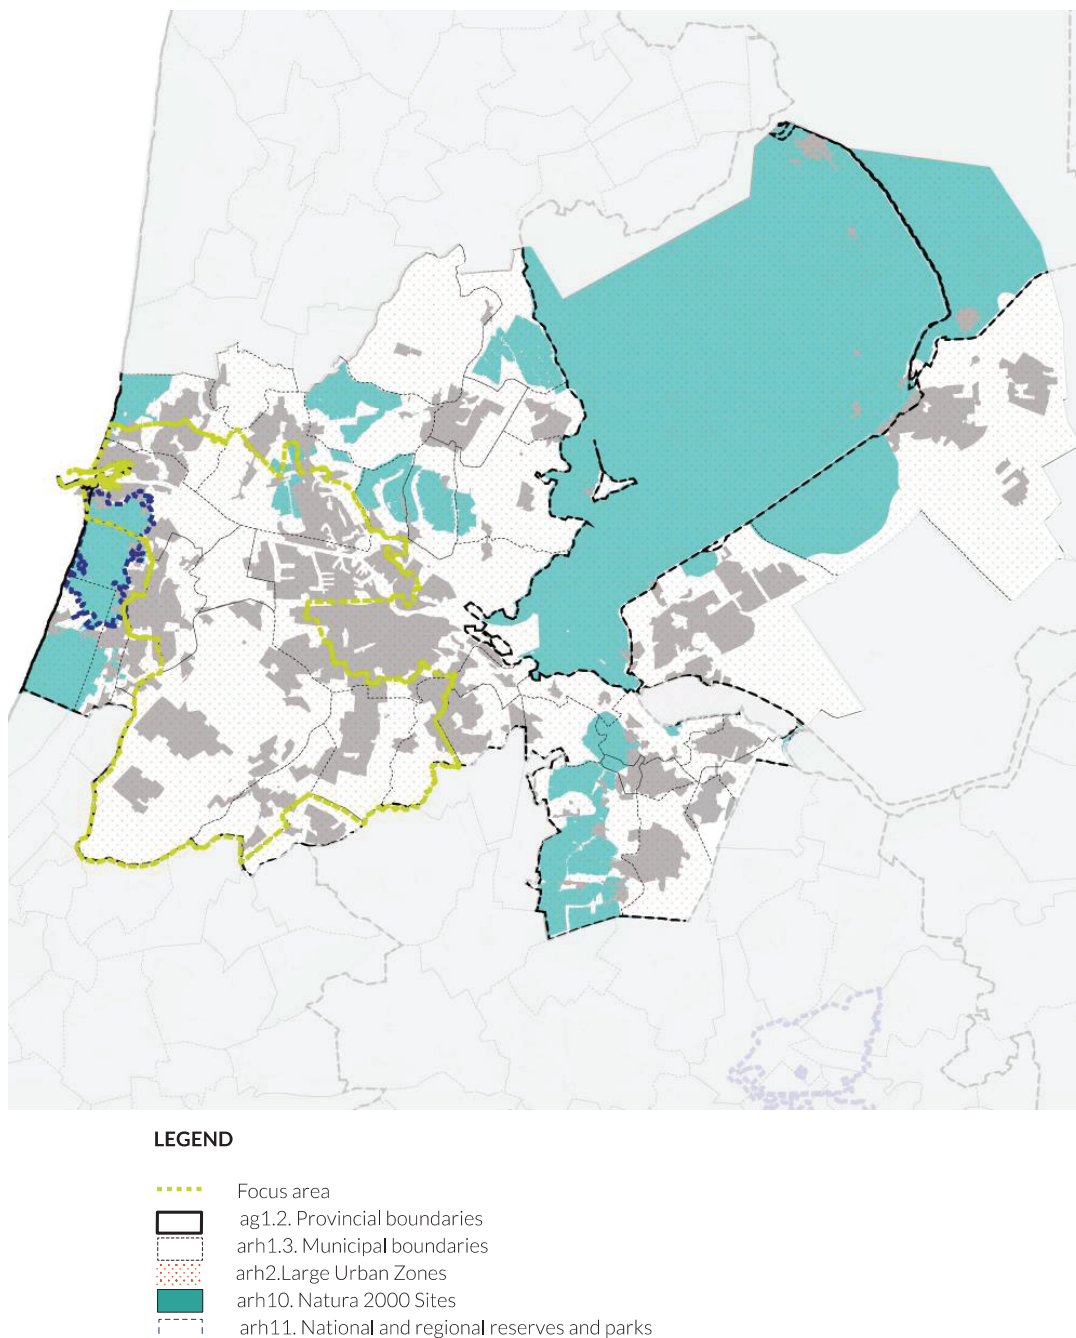 LEGEND
Focus area
ag1.2. Provincial boundaries
arh1.3. Municipal boundaries
arh2.Large Urban Zones
arh10. Natura 2000 Sites
arh11. National and regional reserves and parks